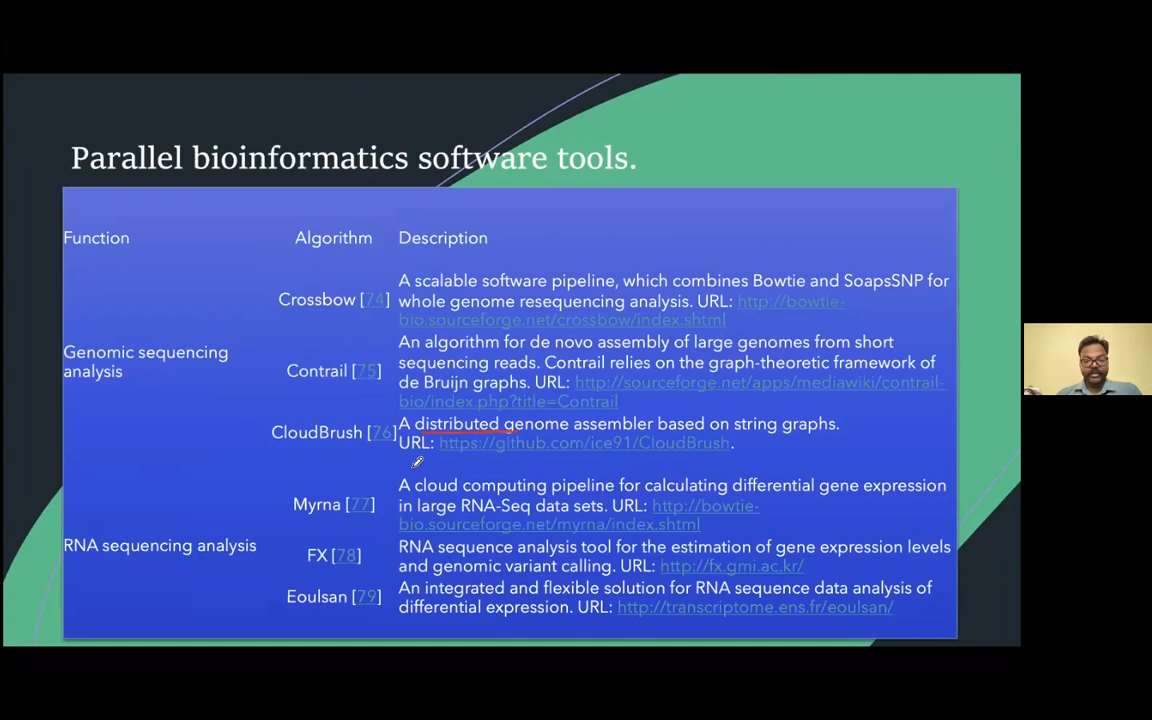 Parallel bioinformatics software tools.
Function Algorithm Description
A scalable software pipeline, which combines Bowtie and SoapsSNP for
Crossbow [74] whole genome resequencing analysis. URL: http://bowtie-
bio.sourceforge.net/crossbow/index.shtml
Genomic sequencing
analysis
An algorithm for de novo assembly of large genomes from short
sequencing reads. Contrail relies on the graph-theoretic framework of
Contrail [75]
de Bruijn graphs. URL: http://sourceforge.net/apps/mediawiki/contrail-
bio/index.php?title=Contrail
CloudBrush [76]
A distributed genome assembler based on string graphs.
URL: https://github.com/ice91/CloudBrush.
A cloud computing pipeline for calculating differential gene expression
Myrna [77] in large RNA-Seq data sets. URL: http://bowtie-
bio.sourceforge.net/myrna/index.shtml
RNA sequencing analysis
FX [78]
RNA sequence analysis tool for the estimation of gene expression levels
and genomic variant calling. URL: http://fx.gmi.ac.kr/
Eoulsan [79]
An integrated and flexible solution for RNA sequence data analysis of
differential expression. URL: http://transcriptome.ens.fr/eoulsan/